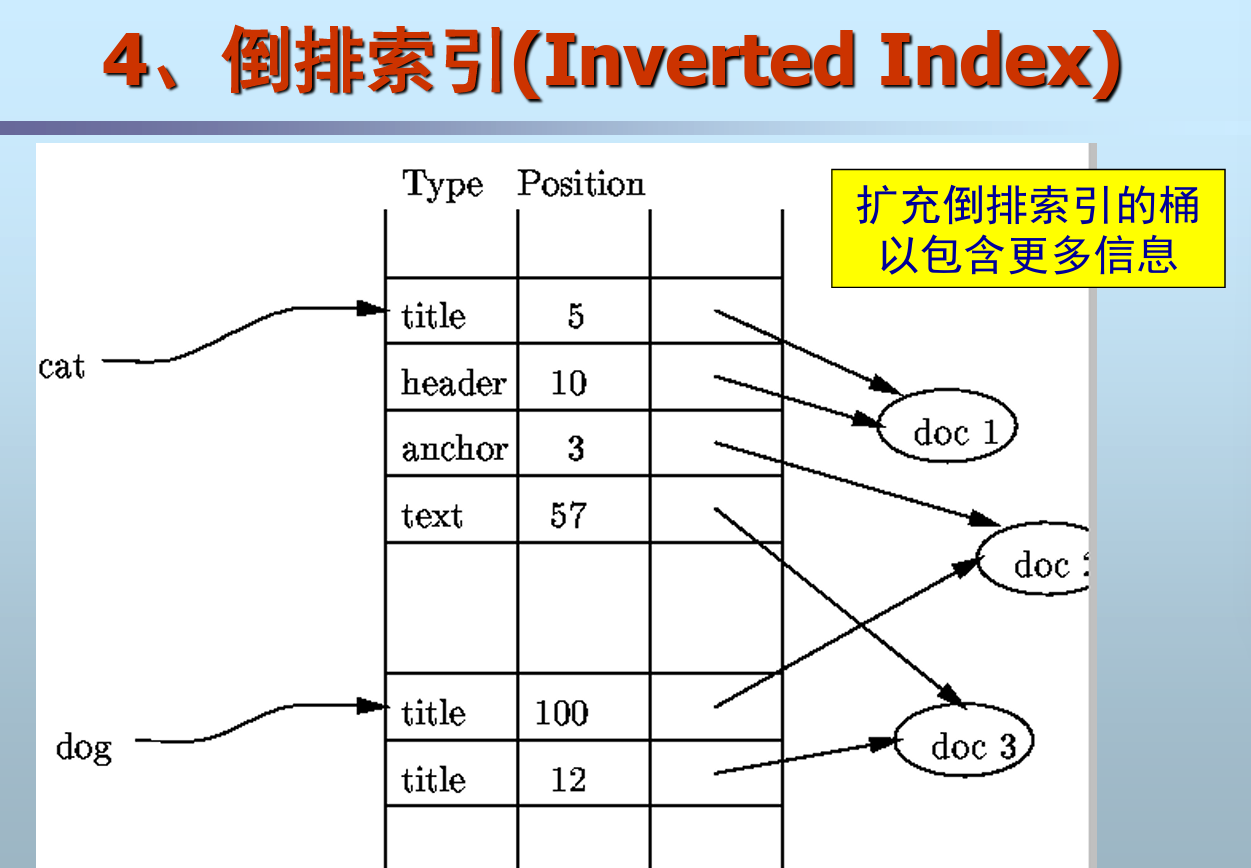 4、倒排索引(Inverted Index)
Type Position
扩充倒排索引的桶
以包含更多信息
title 5
cat
header 10
doc 1
anchor 3
text 57
doc
title 100
dog
doc 3
title 12